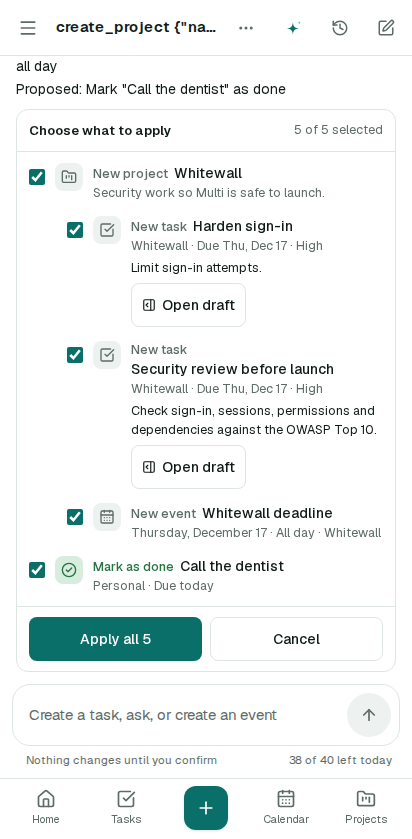 create_project {"na...
all day
Proposed: Mark "Call the dentist" as done
Choose what to apply
5 of 5 selected
New project Whitewall
Security work so Multi is safe to launch.
New task Harden sign-in
Whitewall · Due Thu, Dec 17 · High
Limit sign-in attempts.
Open draft
New task
Security review before launch
Whitewall · Due Thu, Dec 17 · High
Check sign-in, sessions, permissions and
dependencies against the OWASP Top 10.
Open draft
New event Whitewall deadline
Thursday, December 17 · All day · Whitewall
Mark as done Call the dentist
Personal · Due today
Apply all 5
Cancel
Create a task, ask, or create an event
Nothing changes until you confirm
38 of 40 left today
Home
Tasks
Calendar
Projects